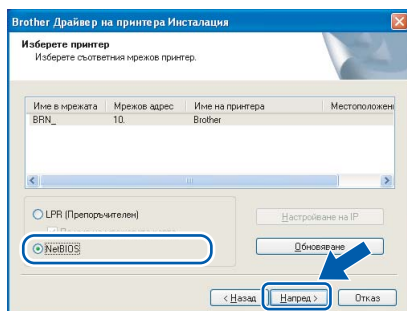 Brother Драйвер на принтера Инсталация
Изберете принтер
Изберете съответния мрежов принтер.
Име в мрежата Мрежов адрес Име на принтера Местоположен
BRN_ 10. Brother
LPR (Препоръчителен)
NetBIOS
Настройване на IP
Обновяване
< Назад Напред > Отказ